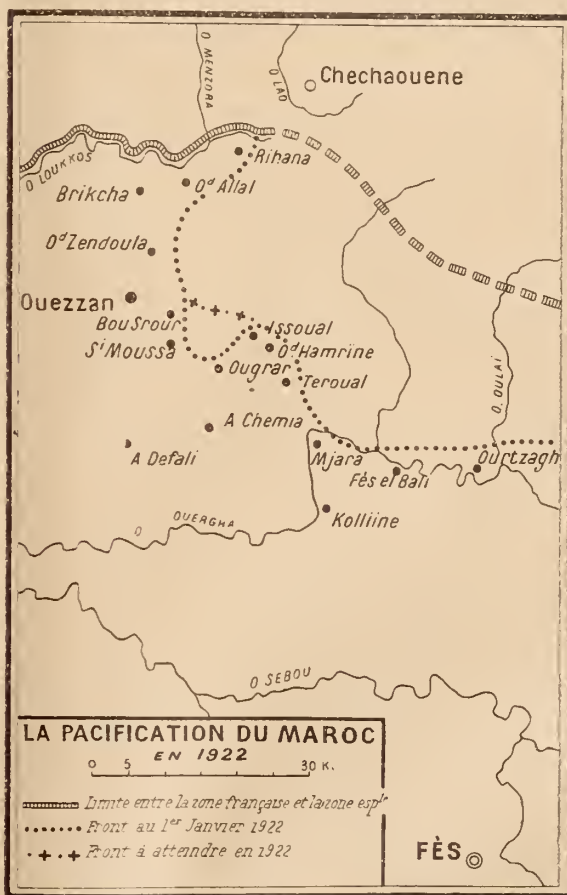 O MENZORA
O LAO
Chechaouene
O LOUKKOS
Rihana
Brikcha
Od Allal
Od Zendoula
Ouezzan
Bou Srour
Issoual
Si Moussa
Od Hamrine
Ougrar
Teroual
O. OULAÏ
A Chemia
A Defali
Mjara
Ourtzagh
Fès el Bali
Kolliine
O OUERGHA
O SEBOU
LA PACIFICATION DU MAROC
EN 1922
0 5 30 K.
Limite entre la zone française et la zone esple
Front au 1er Janvier 1922
Front à atteindre en 1922
FÈS